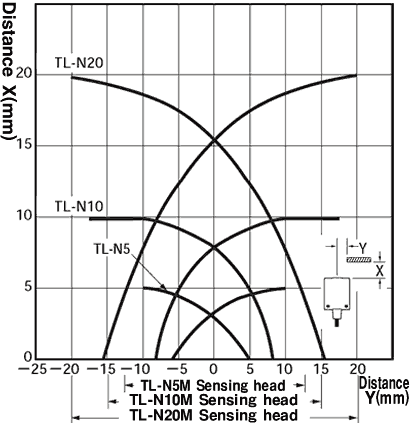 Distance X(mm)
TL-N20
20
15
TL-N10
10
TL-N5
Y
X
5
0
−25 −20 −15 −10 −5 0 5 10 15 20 Distance
Y(mm)
TL-N5M Sensing head
TL-N10M Sensing head
TL-N20M Sensing head